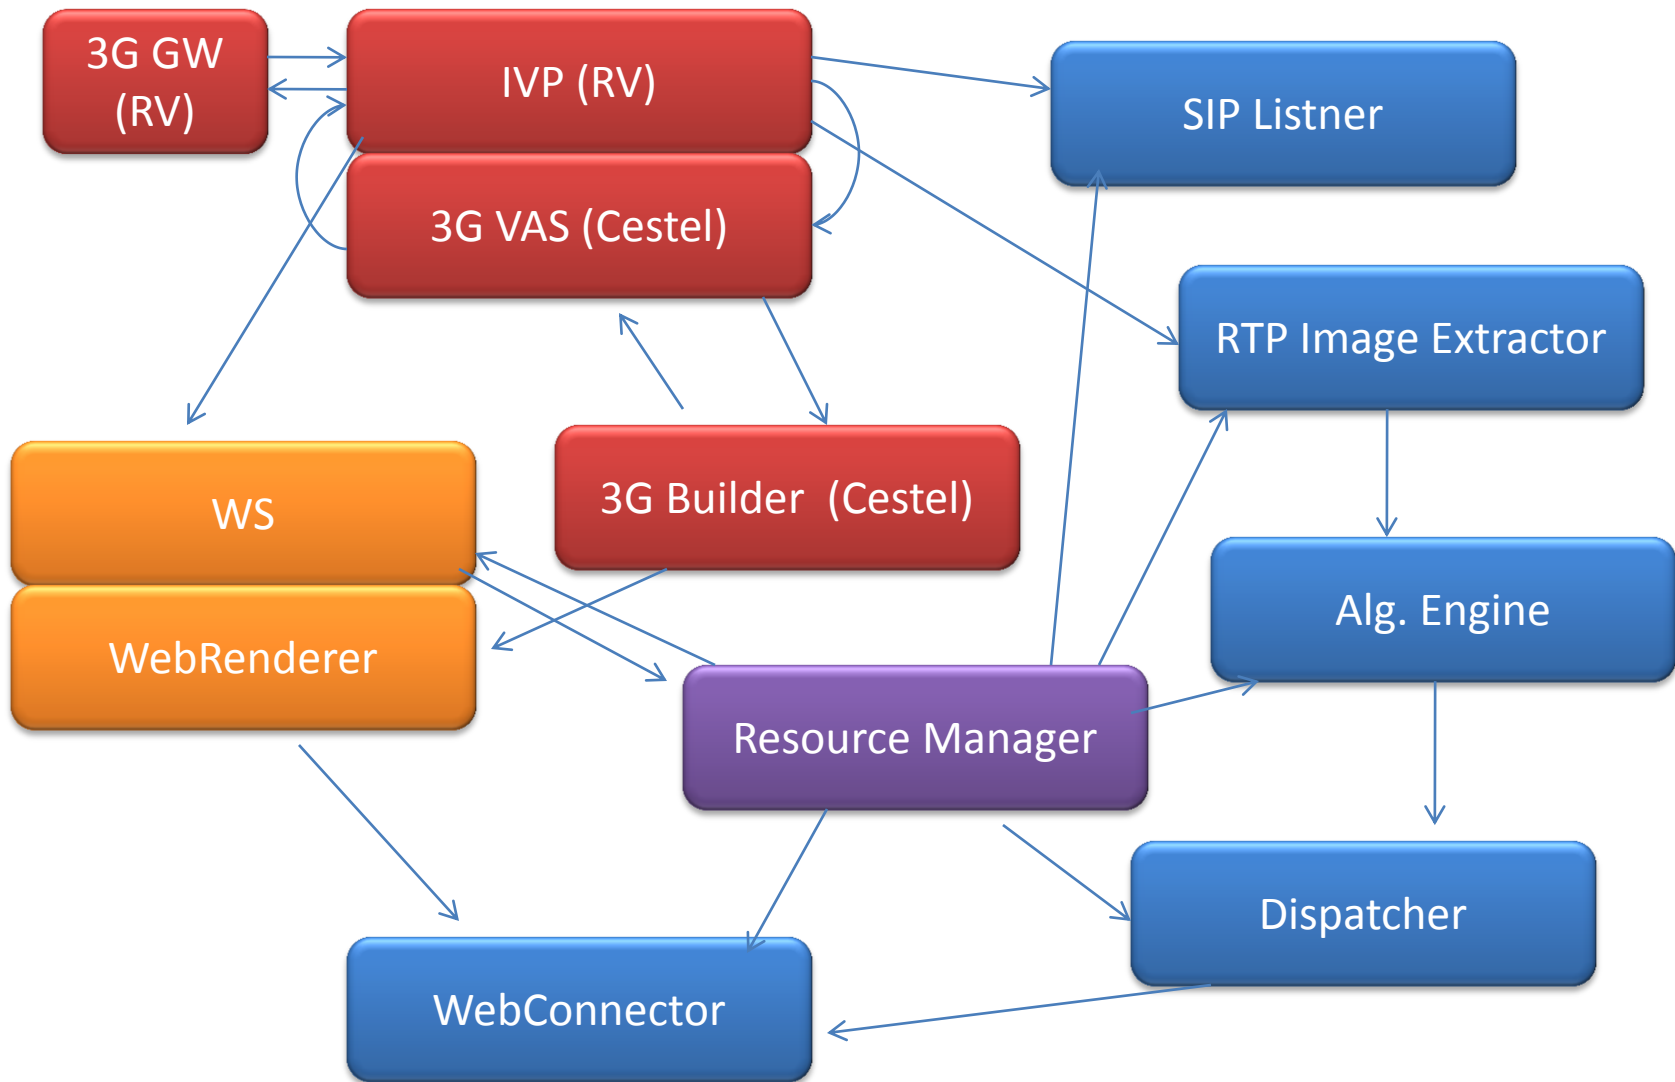 3G GW
(RV)
IVP (RV)
SIP Listner
3G VAS (Cestel)
RTP Image Extractor
WS
3G Builder  (Cestel)
Alg. Engine
WebRenderer
Resource Manager
Dispatcher
WebConnector